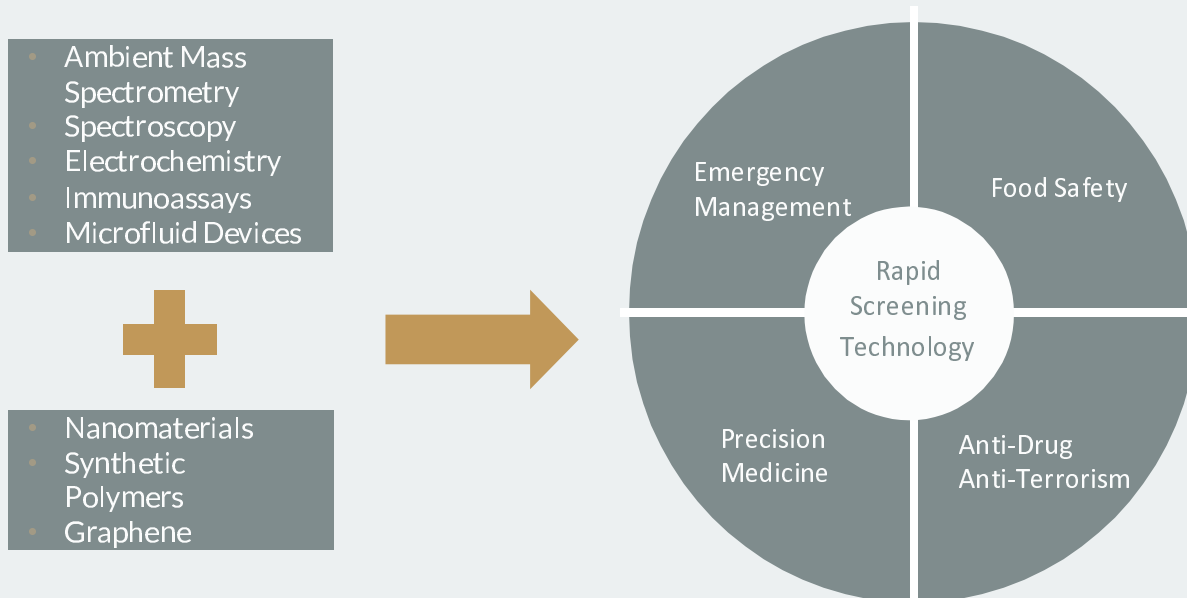 • Ambient Mass
Spectrometry
• Spectroscopy
• Electrochemistry
• Immunoassays
• Microfluid Devices
• Nanomaterials
• Synthetic
Polymers
• Graphene
Emergency
Management
Food Safety
Rapid
Screening
Technology
Precision
Medicine
Anti-Drug
Anti-Terrorism